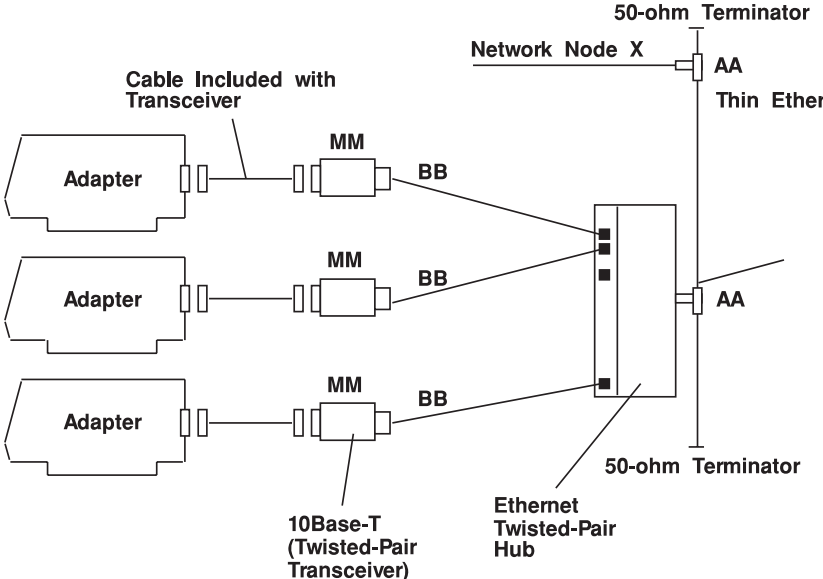 50-ohm Terminator
Network Node X
AA
Cable Included with
Transceiver
Thin Ether
MM
Adapter
BB
MM
Adapter
BB
AA
MM
Adapter
BB
50-ohm Terminator
10Base-T
(Twisted-Pair
Transceiver)
Ethernet
Twisted-Pair
Hub